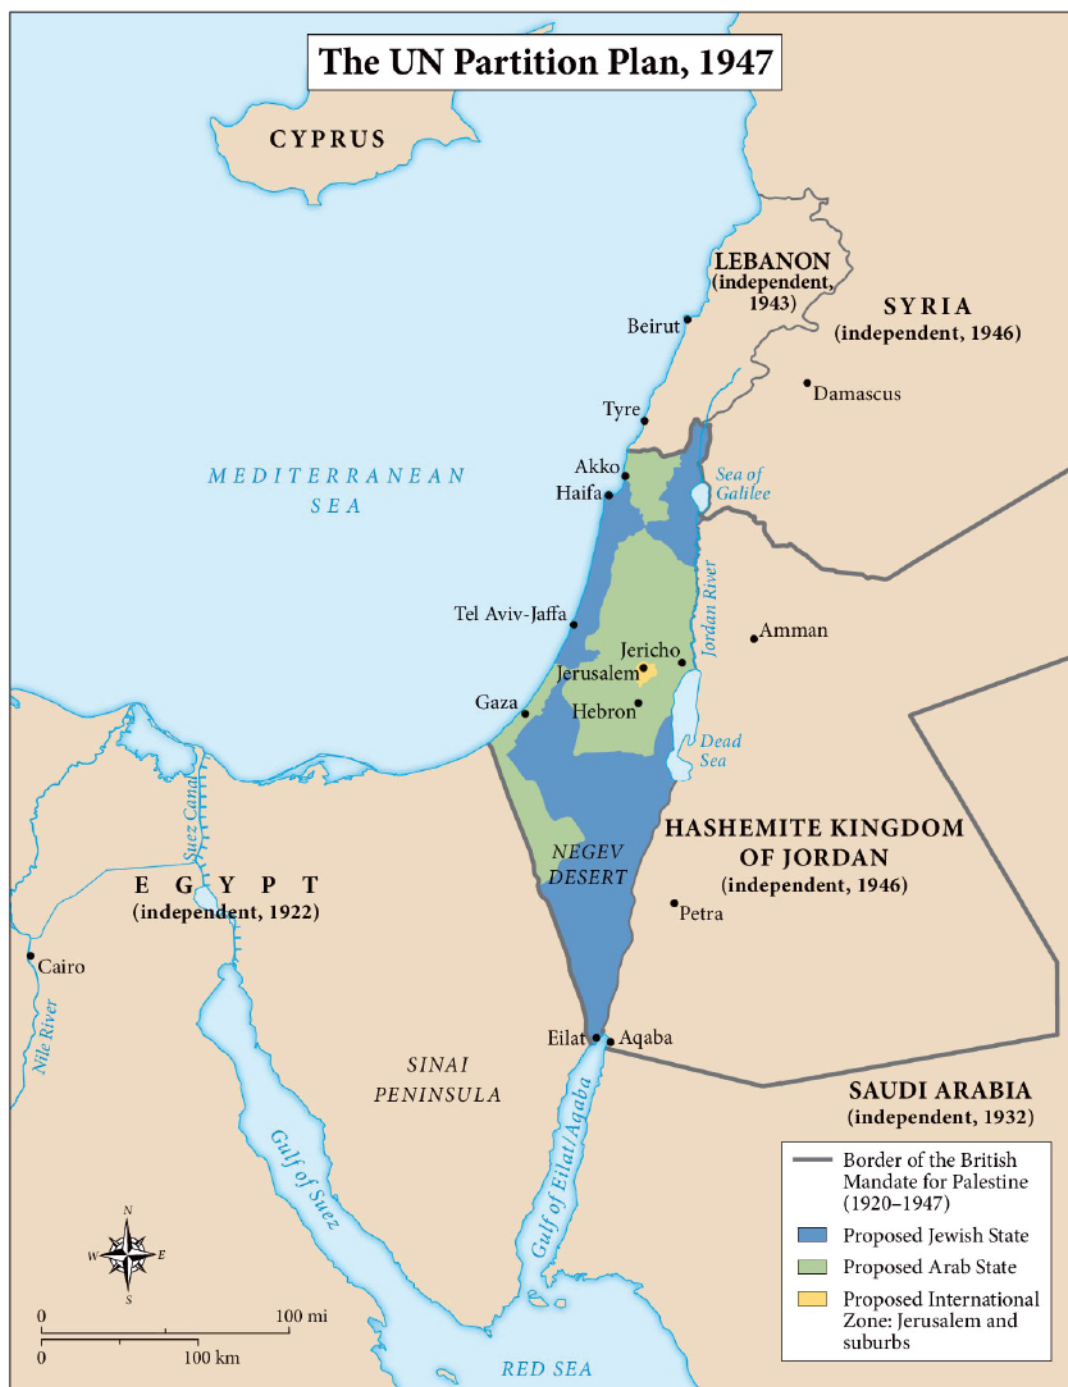 The UN Partition Plan, 1947
CYPRUS
LEBANON
(independent,
1943)
SYRIA
(independent, 1946)
Beirut
Damascus
Tyre
MEDITERRANEAN
SEA
Akko
Haifa
Sea of
Galilee
Tel Aviv-Jaffa
Jordan River
Amman
Jericho
Jerusalem
Gaza
Hebron
Dead
Sea
Suez Canal
HASHEMITE KINGDOM
OF JORDAN
(independent, 1946)
NEGEV
DESERT
EGYPT
(independent, 1922)
Petra
Cairo
Nile River
Eilat
Aqaba
SINAI
PENINSULA
Gulf of Suez
Gulf of Eilat/Aqaba
SAUDI ARABIA
(independent, 1932)
Border of the British
Mandate for Palestine
(1920–1947)
Proposed Jewish State
Proposed Arab State
Proposed International
Zone: Jerusalem and
suburbs
N
W E
S
0 100 mi
0 100 km
RED SEA